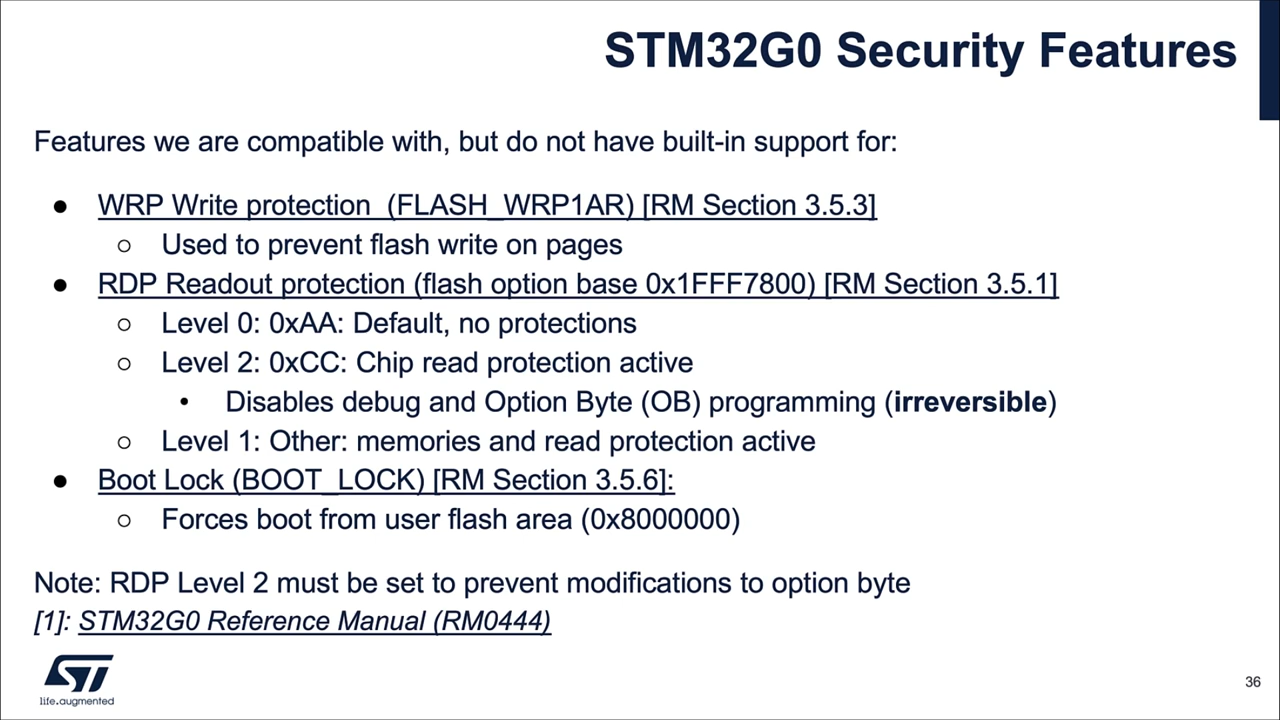 STM32G0 Security Features
Features we are compatible with, but do not have built-in support for:
● WRP Write protection (FLASH_WRP1AR) [RM Section 3.5.3]
○ Used to prevent flash write on pages
● RDP Readout protection (flash option base 0x1FFF7800) [RM Section 3.5.1]
○ Level 0: 0xAA: Default, no protections
○ Level 2: 0xCC: Chip read protection active
• Disables debug and Option Byte (OB) programming (irreversible)
○ Level 1: Other: memories and read protection active
● Boot Lock (BOOT_LOCK) [RM Section 3.5.6]:
○ Forces boot from user flash area (0x8000000)
Note: RDP Level 2 must be set to prevent modifications to option byte
[1]: STM32G0 Reference Manual (RM0444)
ST
life.augmented
36